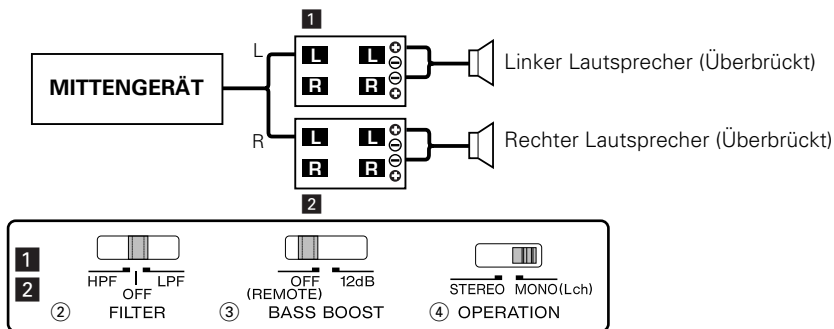 1
L
L L ⊕
⊖
MITTENGERÄT
R R ⊖
⊕
Linker Lautsprecher (Überbrückt)
R
L L ⊕
⊖
R R ⊖
⊕
Rechter Lautsprecher (Überbrückt)
2
1
2
HPF OFF LPF
② FILTER
OFF 12dB
(REMOTE)
③ BASS BOOST
STEREO MONO(Lch)
④ OPERATION